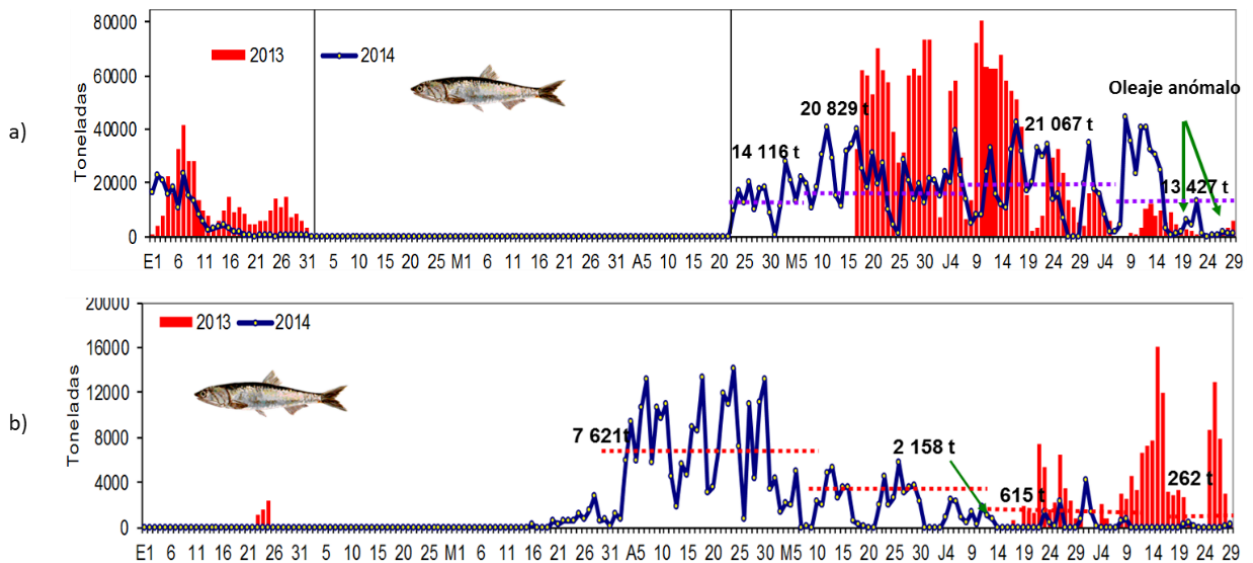 a)
Toneladas
80000
60000
40000
20000
0
2013
2014
Oleaje anómalo
14 116 t
20 829 t
21 067 t
13 427 t
E1 6 11 16 21 26 31 5 10 15 20 25 M1 6 11 16 21 26 31 A5 10 15 20 25 30 M5 10 15 20 25 30 J4 9 14 19 24 29 J4 9 14 19 24 29
b)
Toneladas
20000
16000
12000
8000
4000
0
2013
2014
7 621t
2 158 t
615 t
262 t
E1 6 11 16 21 26 31 5 10 15 20 25 M1 6 11 16 21 26 31 A5 10 15 20 25 30 M5 10 15 20 25 30 J4 9 14 19 24 29 J4 9 14 19 24 29